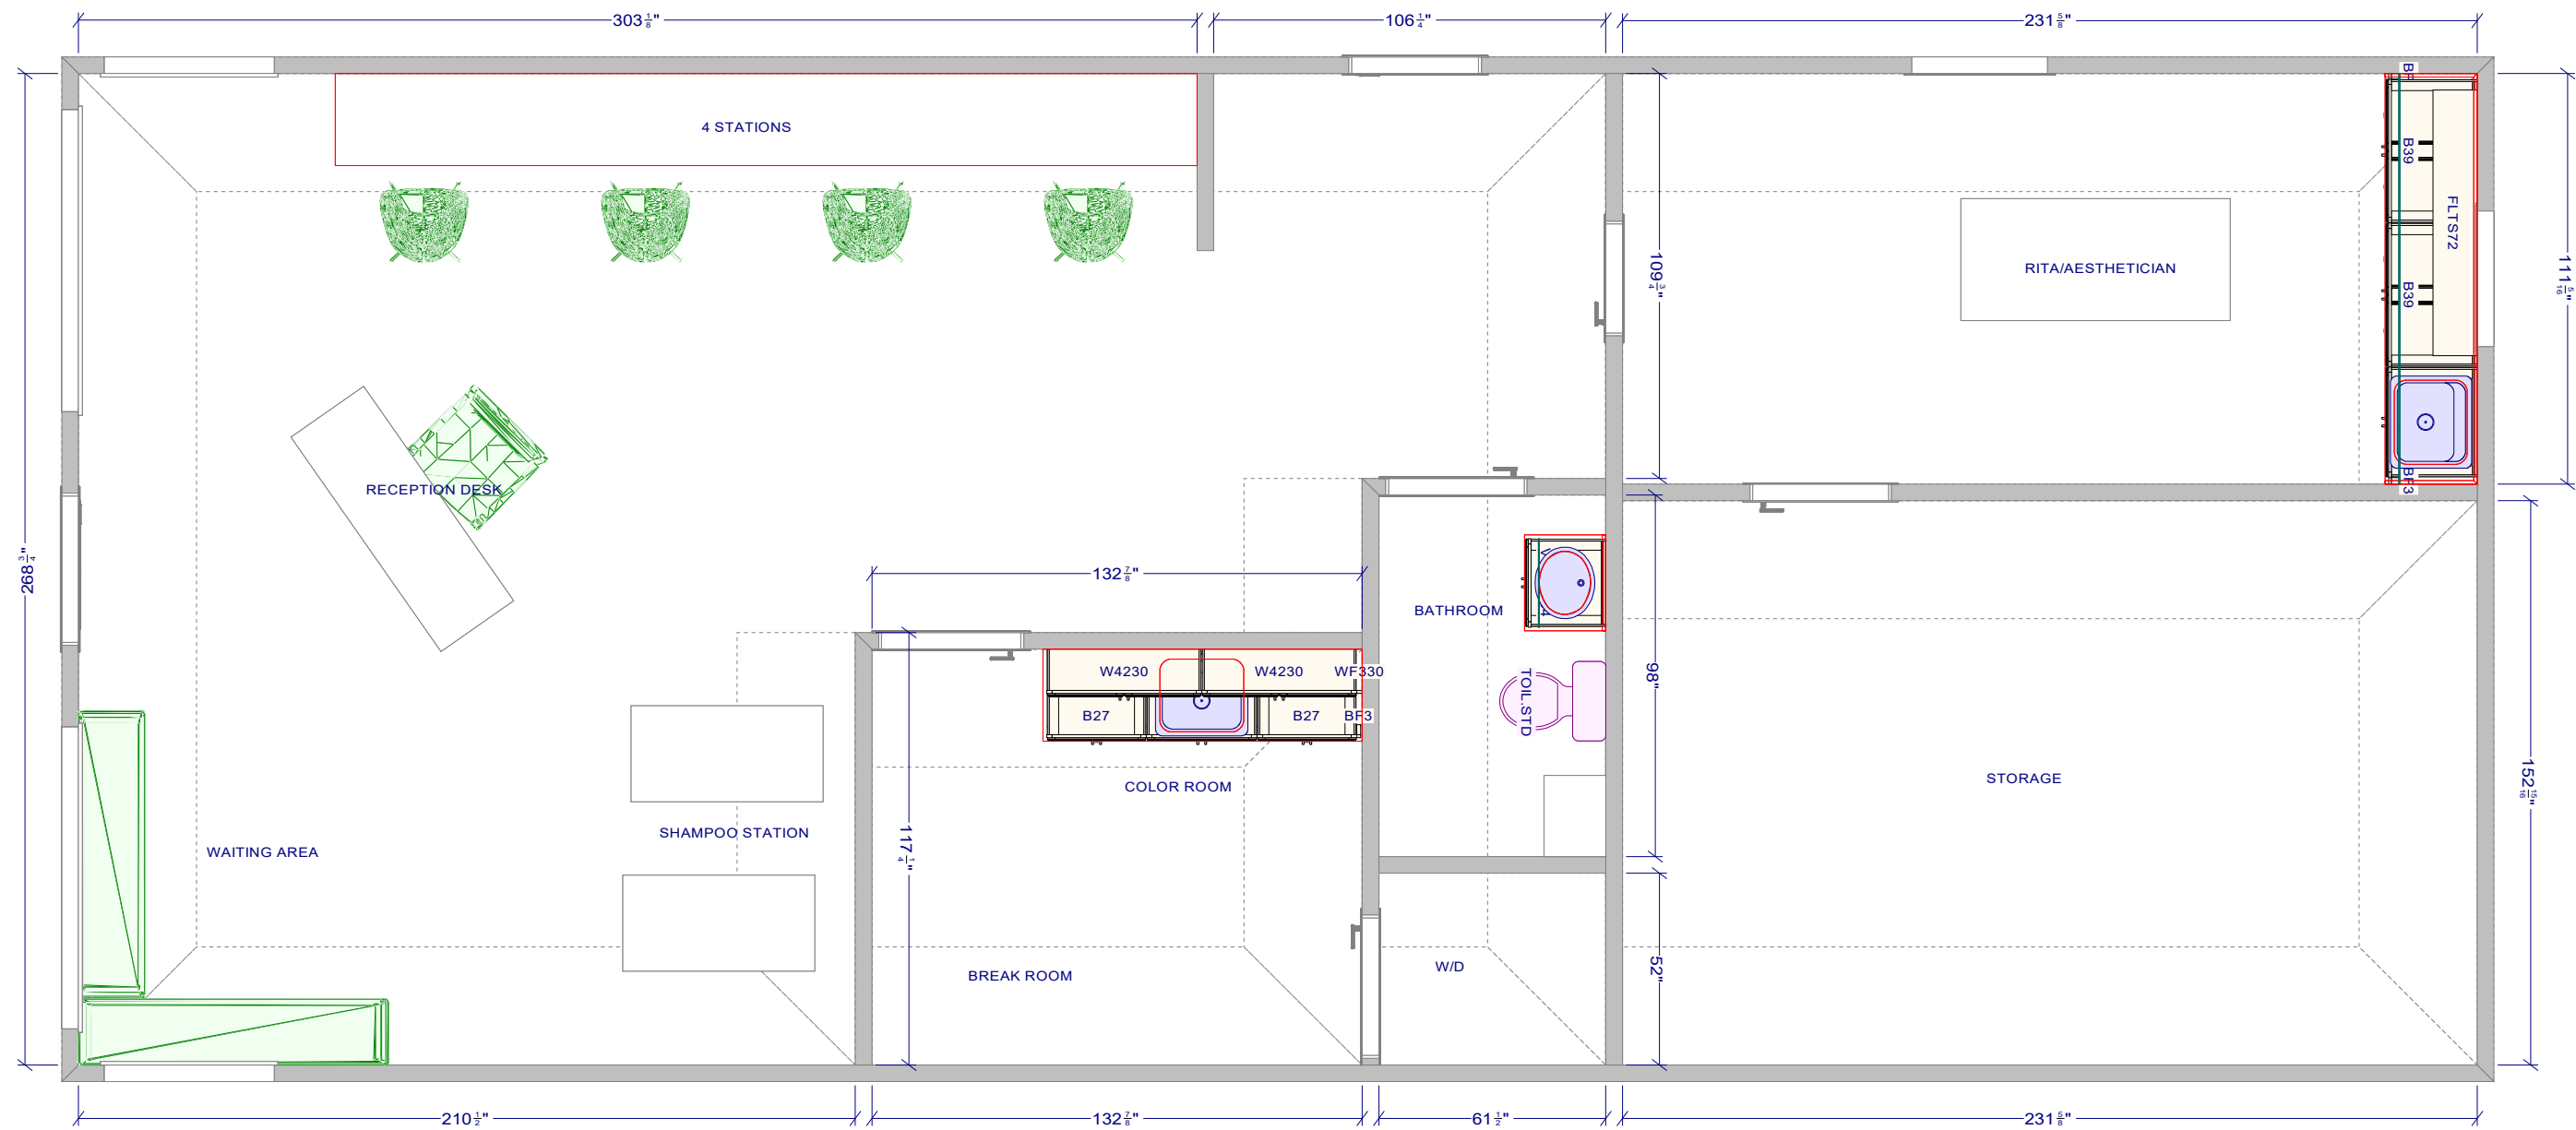 303 1/8"
106 1/4"
231 5/8"
4 STATIONS
B39
FLTS72
RITA/AESTHETICIAN
109 3/4"
111 5/16"
B39
RECEPTION DESK
BF3
268 3/4"
132 7/8"
BATHROOM
W4230
W4230
WF330
TOIL.STD
98"
B27
B27
BF3
STORAGE
COLOR ROOM
152 15/16"
SHAMPOO STATION
117 1/4"
WAITING AREA
BREAK ROOM
W/D
52"
210 1/2"
132 7/8"
61 1/2"
231 5/8"